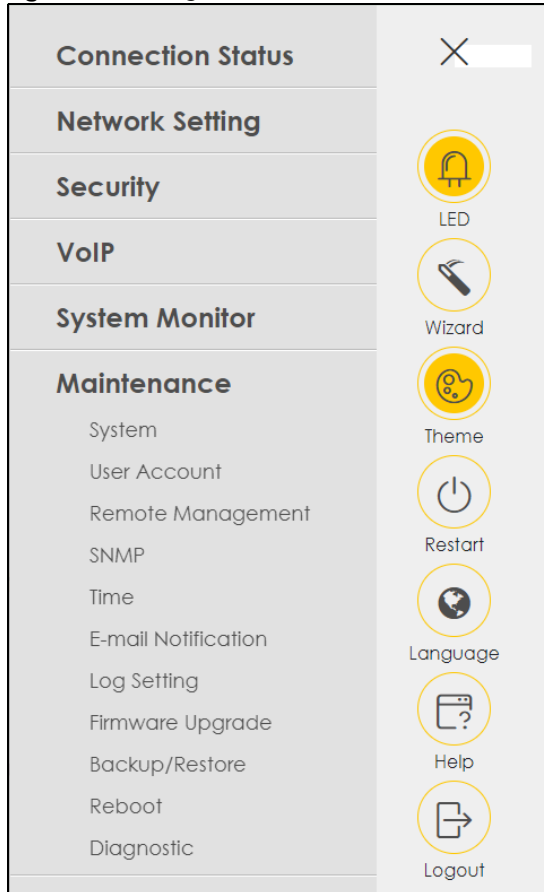 Connection Status
Network Setting
Security
VoIP
System Monitor
Maintenance
System
User Account
Remote Management
SNMP
Time
E-mail Notification
Log Setting
Firmware Upgrade
Backup/Restore
Reboot
Diagnostic
LED
Wizard
Theme
Restart
Language
Help
Logout